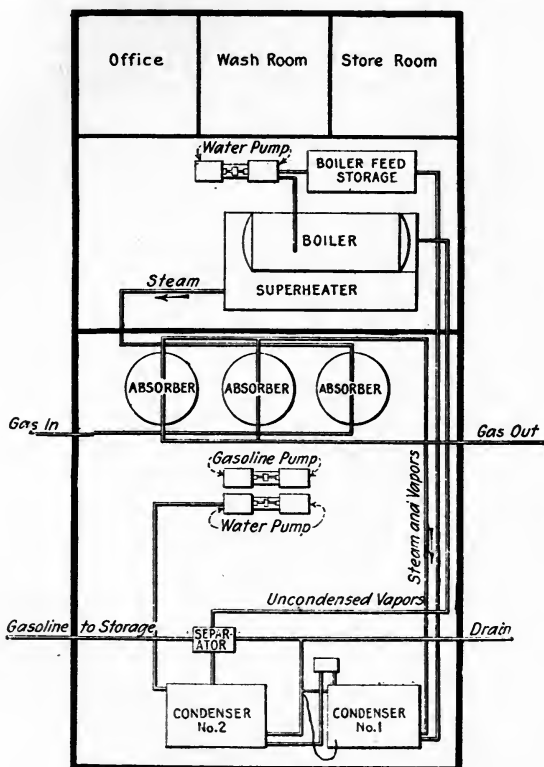 Office
Wash Room
Store Room
Water Pump
BOILER FEED
STORAGE
BOILER
Steam
SUPERHEATER
ABSORBER
ABSORBER
ABSORBER
Gas In
Gas Out
Gasoline Pump
Water Pump
Steam and Vapors
Uncondensed Vapors
Gasoline to Storage
SEPAR-
ATOR
Drain
CONDENSER
No.2
CONDENSER
No.1